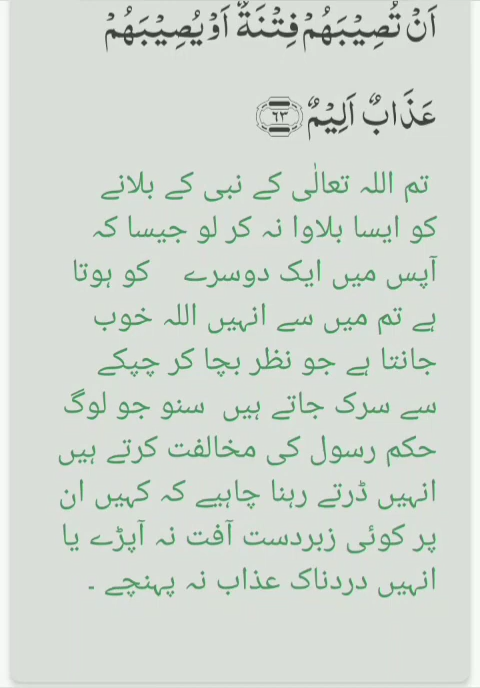 اَنْ تُصِيْبَهُمْ فِتْنَةٌ اَوْ يُصِيْبَهُمْ
عَذَابٌ اَلِيْمٌ ﴿٦٣﴾
تم اللہ تعالٰی کے نبی کے بلانے
کو ایسا بلاوا نہ کر لو جیسا کہ
آپس میں ایک دوسرے کو ہوتا
ہے تم میں سے انہیں اللہ خوب
جانتا ہے جو نظر بچا کر چپکے
سے سرک جاتے ہیں سنو جو لوگ
حکم رسول کی مخالفت کرتے ہیں
انہیں ڈرتے رہنا چاہیے کہ کہیں ان
پر کوئی زبردست آفت نہ آپڑے یا
انہیں دردناک عذاب نہ پہنچے ۔